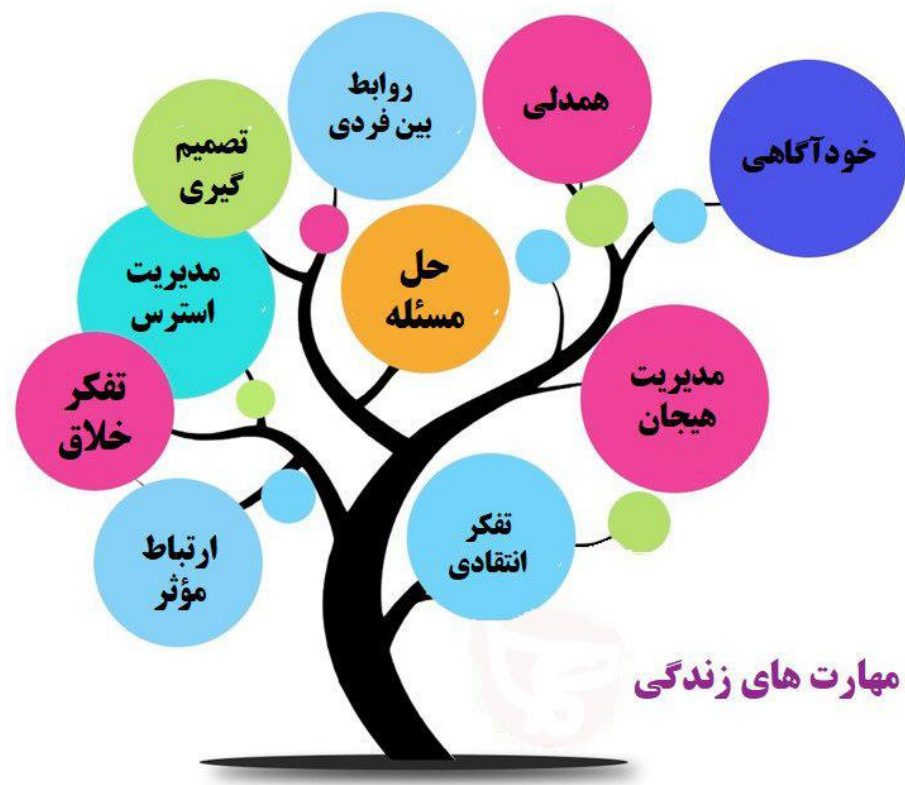 خودآگاهی
همدلی
روابط
بین فردی
تصمیم
گیری
حل
مسئله
مدیریت
استرس
مدیریت
هیجان
تفکر
خلاق
تفکر
انتقادی
ارتباط
مؤثر
مهارت های زندگی